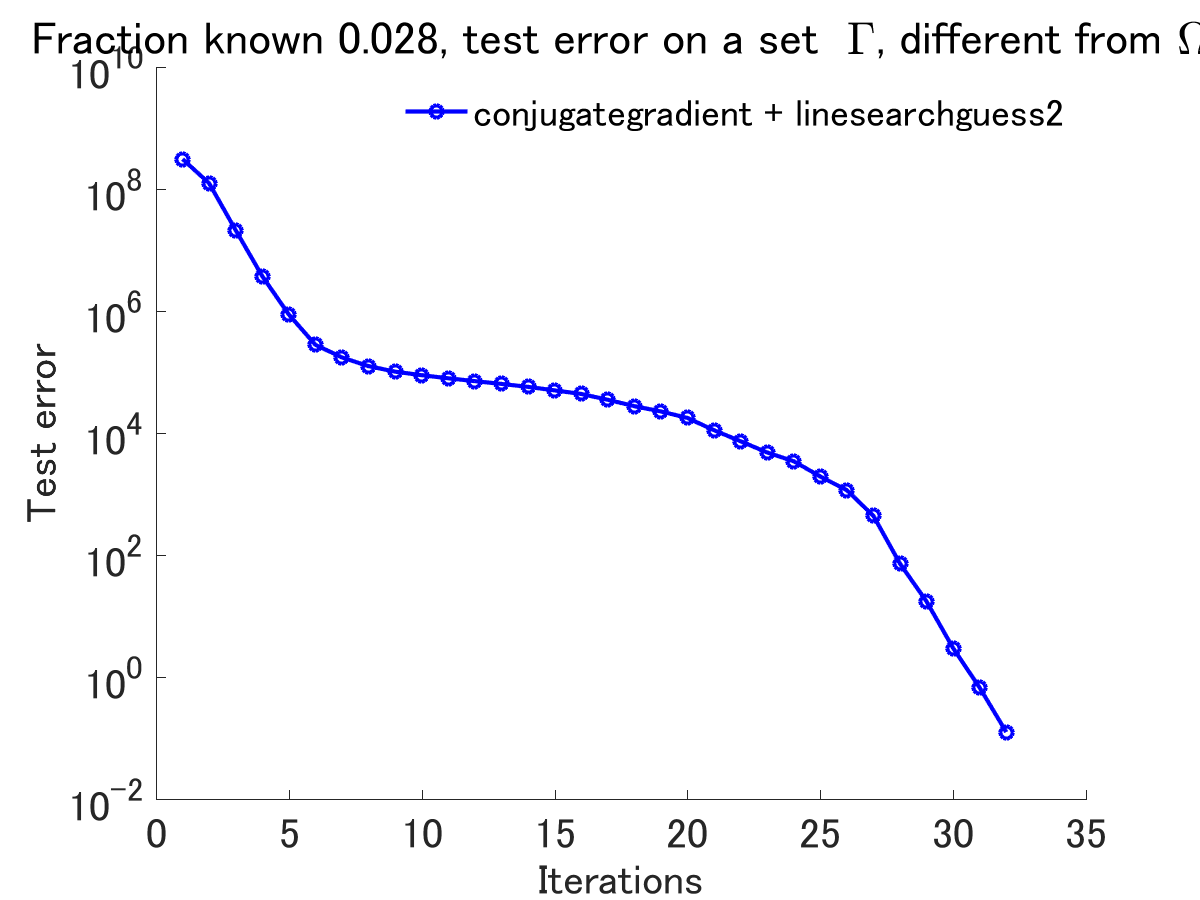 Fraction known 0.028, test error on a set Γ, different from Ω
conjugategradient + linesearchguess2
10^10
10^8
10^6
10^4
10^2
10^0
10^-2
Test error
0 5 10 15 20 25 30 35
Iterations